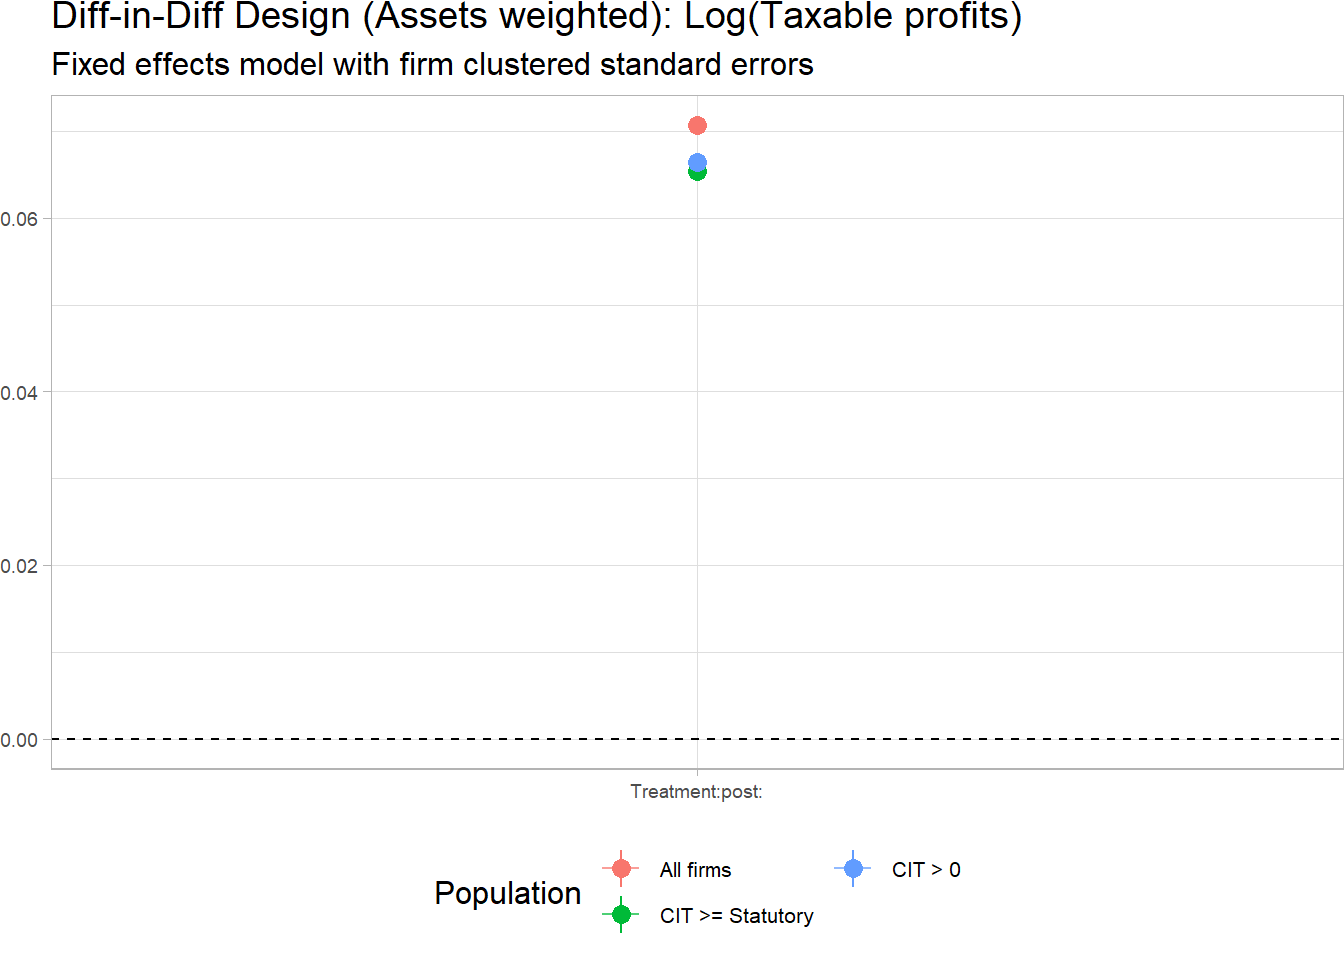 Diff-in-Diff Design (Assets weighted): Log(Taxable profits)
Fixed effects model with firm clustered standard errors
0.06
0.04
0.02
0.00
Treatment:post:
Population
All firms
CIT > 0
CIT >= Statutory